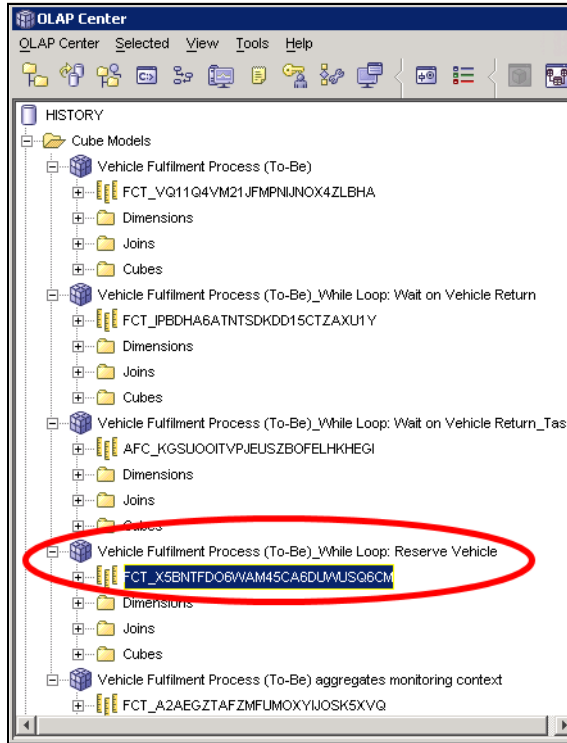 OLAP Center
OLAP Center Selected View Tools Help
HISTORY
Cube Models
Vehicle Fulfilment Process (To-Be)
FCT_VQ11Q4VM21JFMPNIJNOX4ZLBHA
Dimensions
Joins
Cubes
Vehicle Fulfilment Process (To-Be)_While Loop: Wait on Vehicle Return
FCT_IPBDHA6ATNTSDKDD15CTZAXU1Y
Dimensions
Joins
Cubes
Vehicle Fulfilment Process (To-Be)_While Loop: Wait on Vehicle Return_Tas
AFC_KGSUOOITVPJEUSZBOFELHKHEGI
Dimensions
Joins
Cubes
Vehicle Fulfilment Process (To-Be)_While Loop: Reserve Vehicle
FCT_X5BNTFDO6WAM45CA6DUWUSQ6CM
Dimensions
Joins
Cubes
Vehicle Fulfilment Process (To-Be) aggregates monitoring context
FCT_A2AEGZTAFZMFUMOXYIJOSK5XVQ